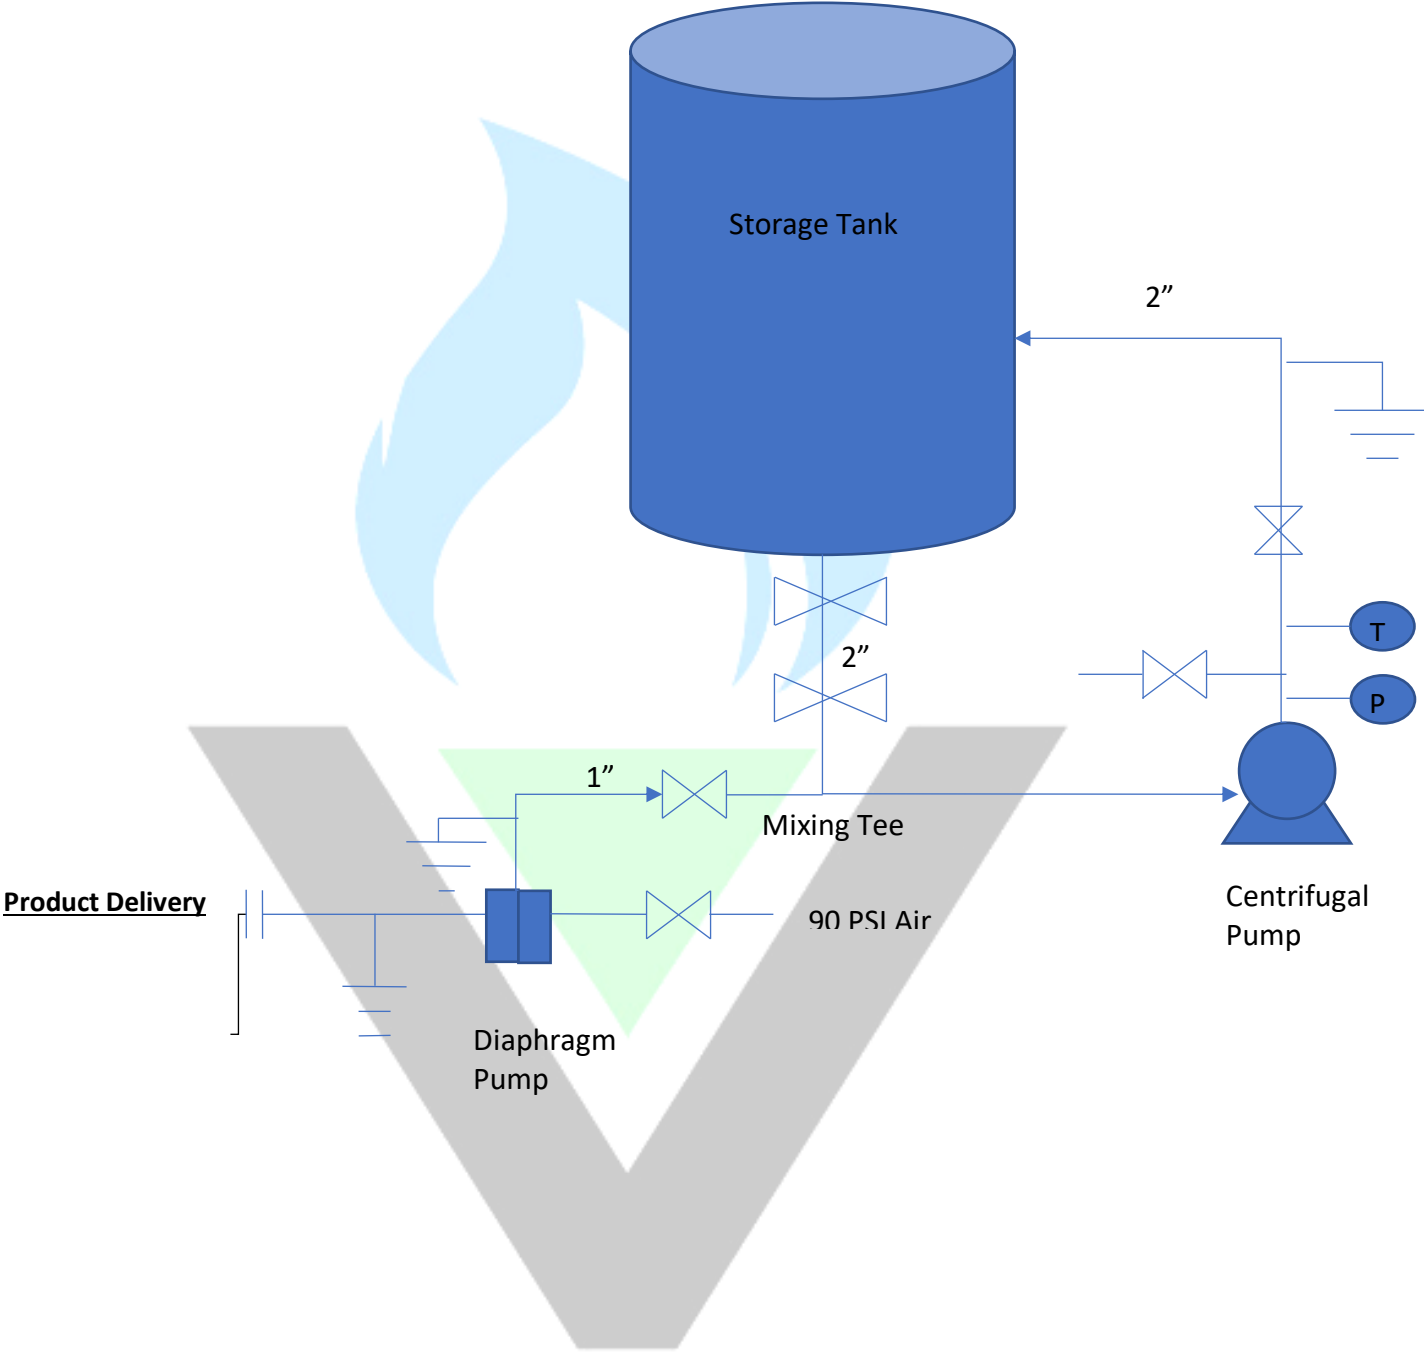 Storage Tank
2”
2”
T
P
1”
Mixing Tee
Product Delivery
90 PSI Air
Centrifugal
Pump
Diaphragm
Pump